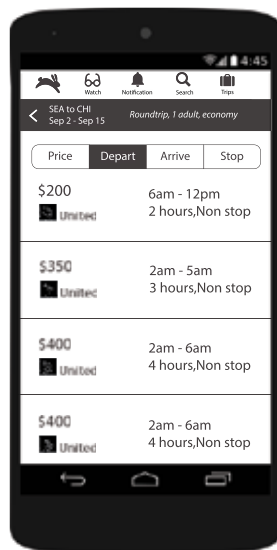 4:45
Watch
Notification
Search
Trips
SEA to CHI
Sep 2 - Sep 15
Roundtrip, 1 adult, economy
Price
Depart
Arrive
Stop
$200
United
6am - 12pm
2 hours,Non stop
$350
United
2am - 5am
3 hours,Non stop
$400
United
2am - 6am
4 hours,Non stop
$400
United
2am - 6am
4 hours,Non stop